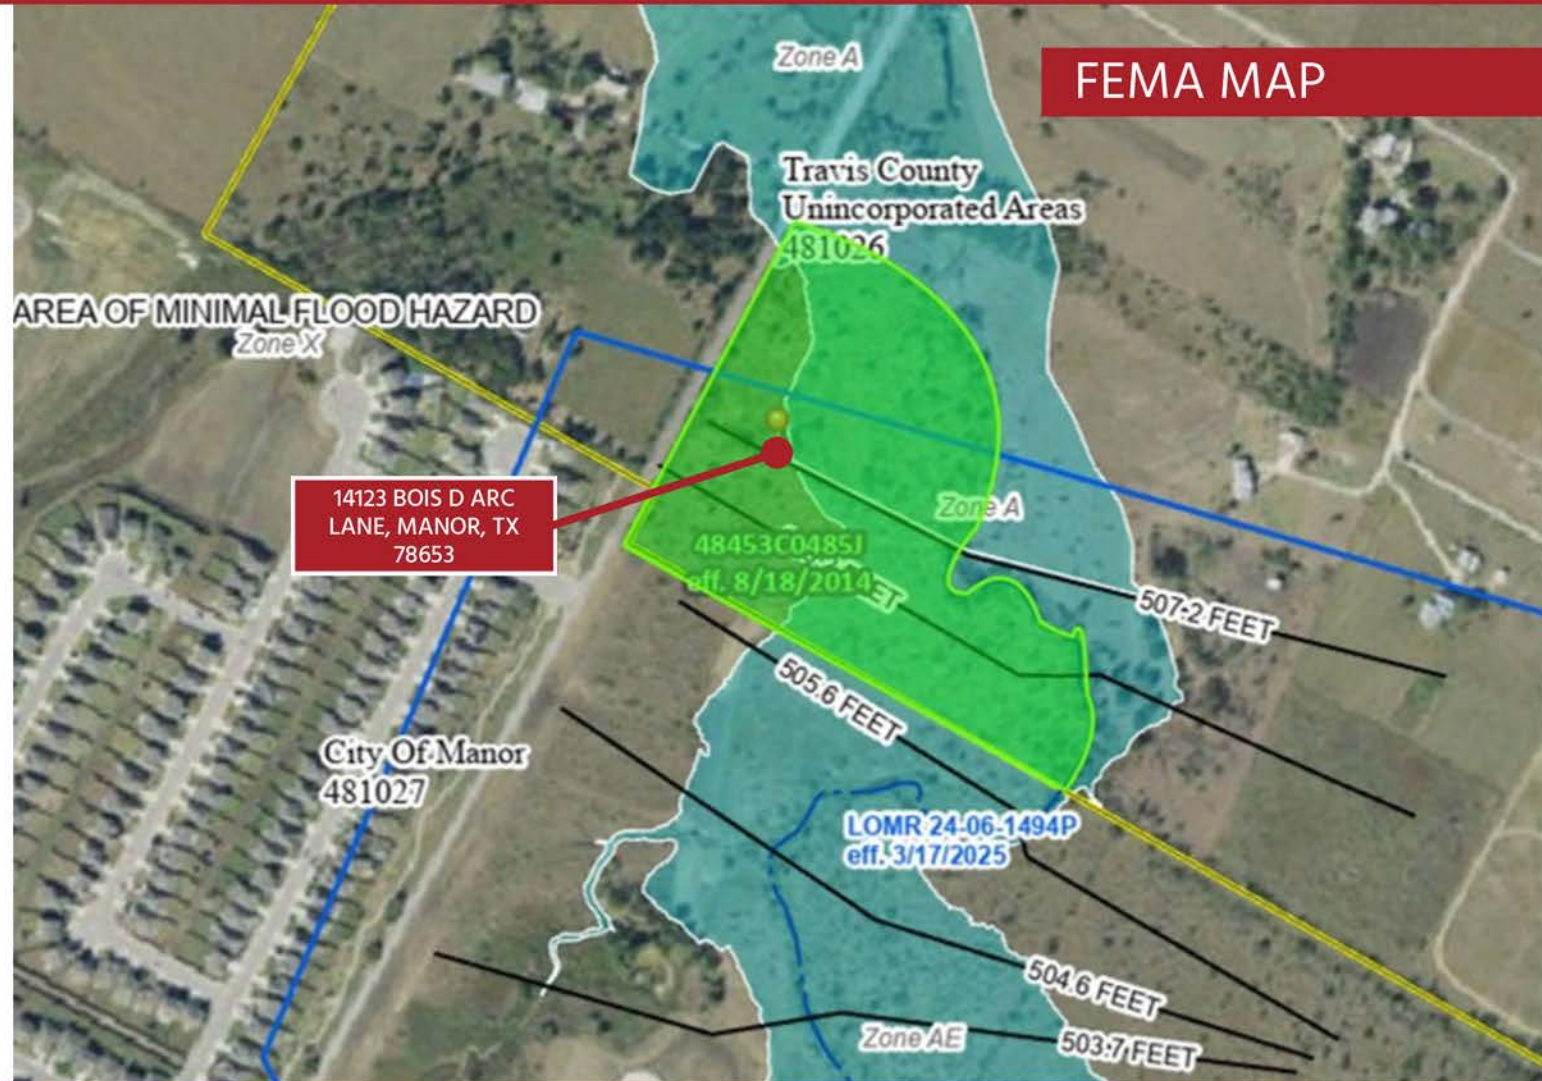 Zone A
FEMA MAP
Travis County
Unincorporated Areas
481026
AREA OF MINIMAL FLOOD HAZARD
Zone X
14123 BOIS D ARC
LANE, MANOR, TX
78653
Zone A
48453C0485J
eff. 8/18/2014
507.2 FEET
505.6 FEET
City Of Manor
481027
LOMR 24-06-1494P
eff. 3/17/2025
504.6 FEET
Zone AE
503.7 FEET